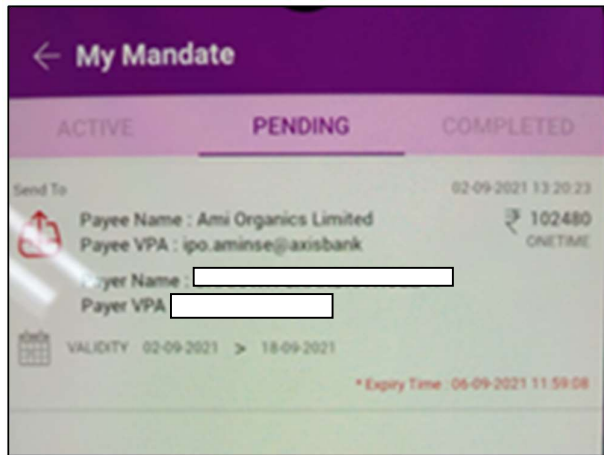 ← My Mandate
ACTIVE PENDING COMPLETED
Send To 02-09-2021 13:20:23
Payee Name : Ami Organics Limited ₹ 102480
Payee VPA : ipo.aminse@axisbank ONETIME
Payer Name :
Payer VPA
VALIDITY 02-09-2021 > 18-09-2021
* Expiry Time : 06-09-2021 11:59:08